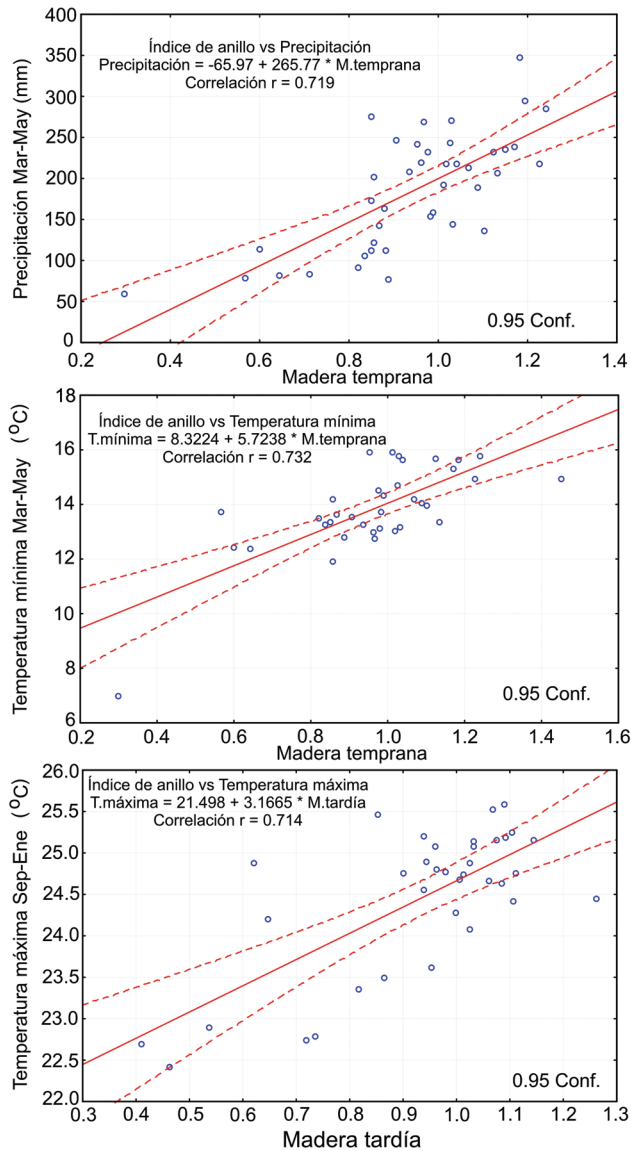 400
350
300
250
200
150
100
50
0
Precipitación Mar-May (mm)
Índice de anillo vs Precipitación
Precipitación = -65.97 + 265.77 * M.temprana
Correlación r = 0.719
0.95 Conf.
0.2 0.4 0.6 0.8 1.0 1.2 1.4
Madera temprana
18
16
14
12
10
8
6
Temperatura mínima Mar-May (ºC)
Índice de anillo vs Temperatura mínima
T.mínima = 8.3224 + 5.7238 * M.temprana
Correlación r = 0.732
0.95 Conf.
0.2 0.4 0.6 0.8 1.0 1.2 1.4 1.6
Madera temprana
26.0
25.5
25.0
24.5
24.0
23.5
23.0
22.5
22.0
Temperatura máxima Sep-Ene (ºC)
Índice de anillo vs Temperatura máxima
T.máxima = 21.498 + 3.1665 * M.tardía
Correlación r = 0.714
0.95 Conf.
0.3 0.4 0.5 0.6 0.7 0.8 0.9 1.0 1.1 1.2 1.3
Madera tardía